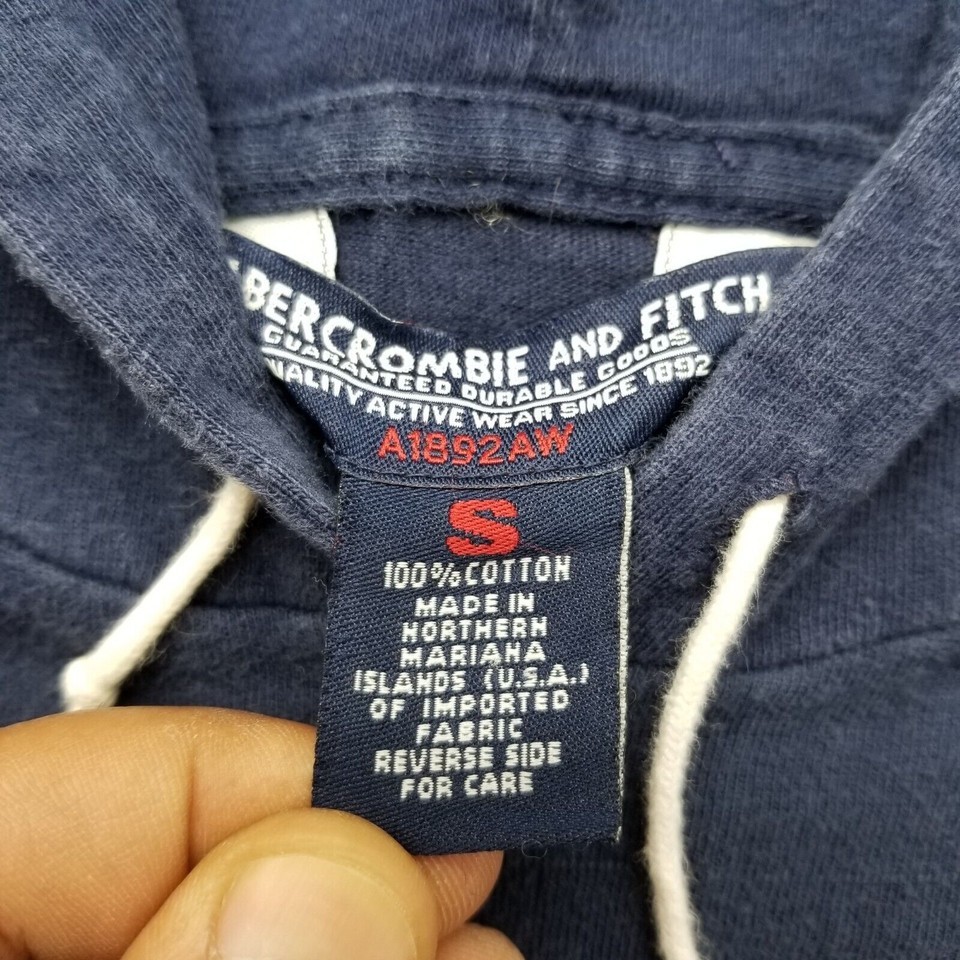 ABERCROMBIE AND FITCH
GUARANTEED DURABLE GOODS
QUALITY ACTIVE WEAR SINCE 1892
A1892AW
S
100% COTTON
MADE IN
NORTHERN
MARIANA
ISLANDS (U.S.A.)
OF IMPORTED
FABRIC
REVERSE SIDE
FOR CARE